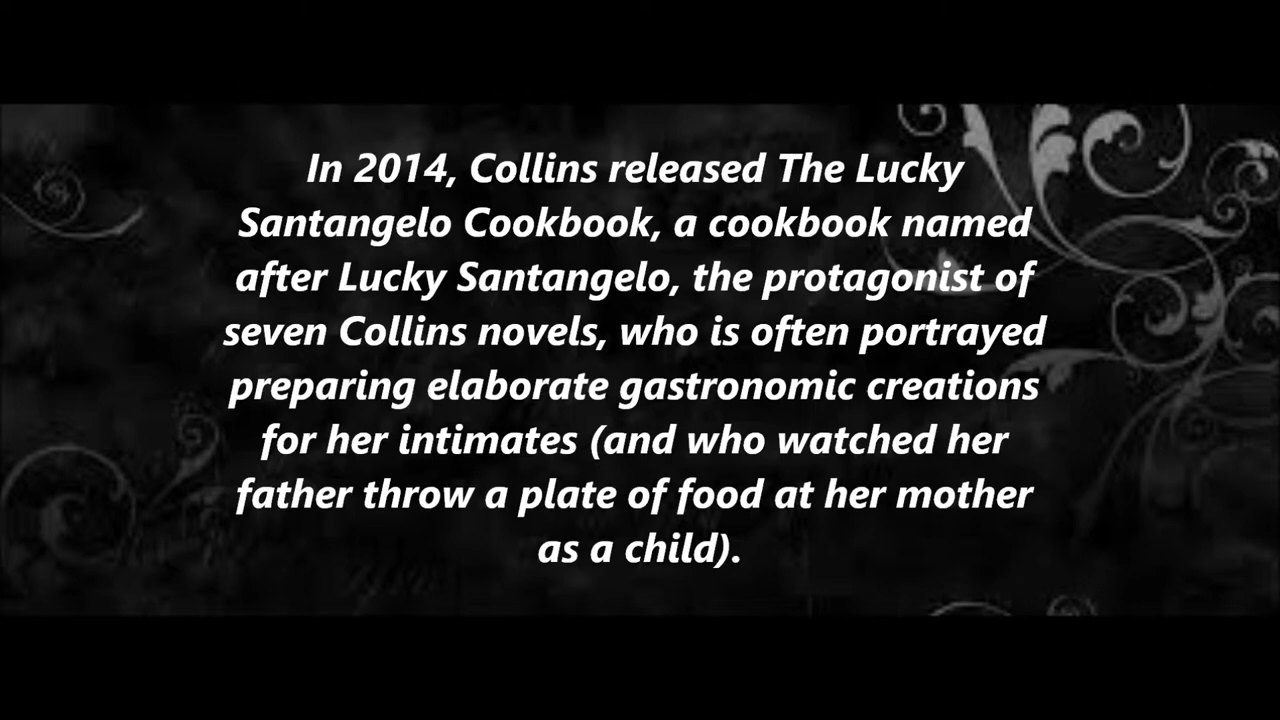 In 2014, Collins released The Lucky
Santangelo Cookbook, a cookbook named
after Lucky Santangelo, the protagonist of
seven Collins novels, who is often portrayed
preparing elaborate gastronomic creations
for her intimates (and who watched her
father throw a plate of food at her mother
as a child).